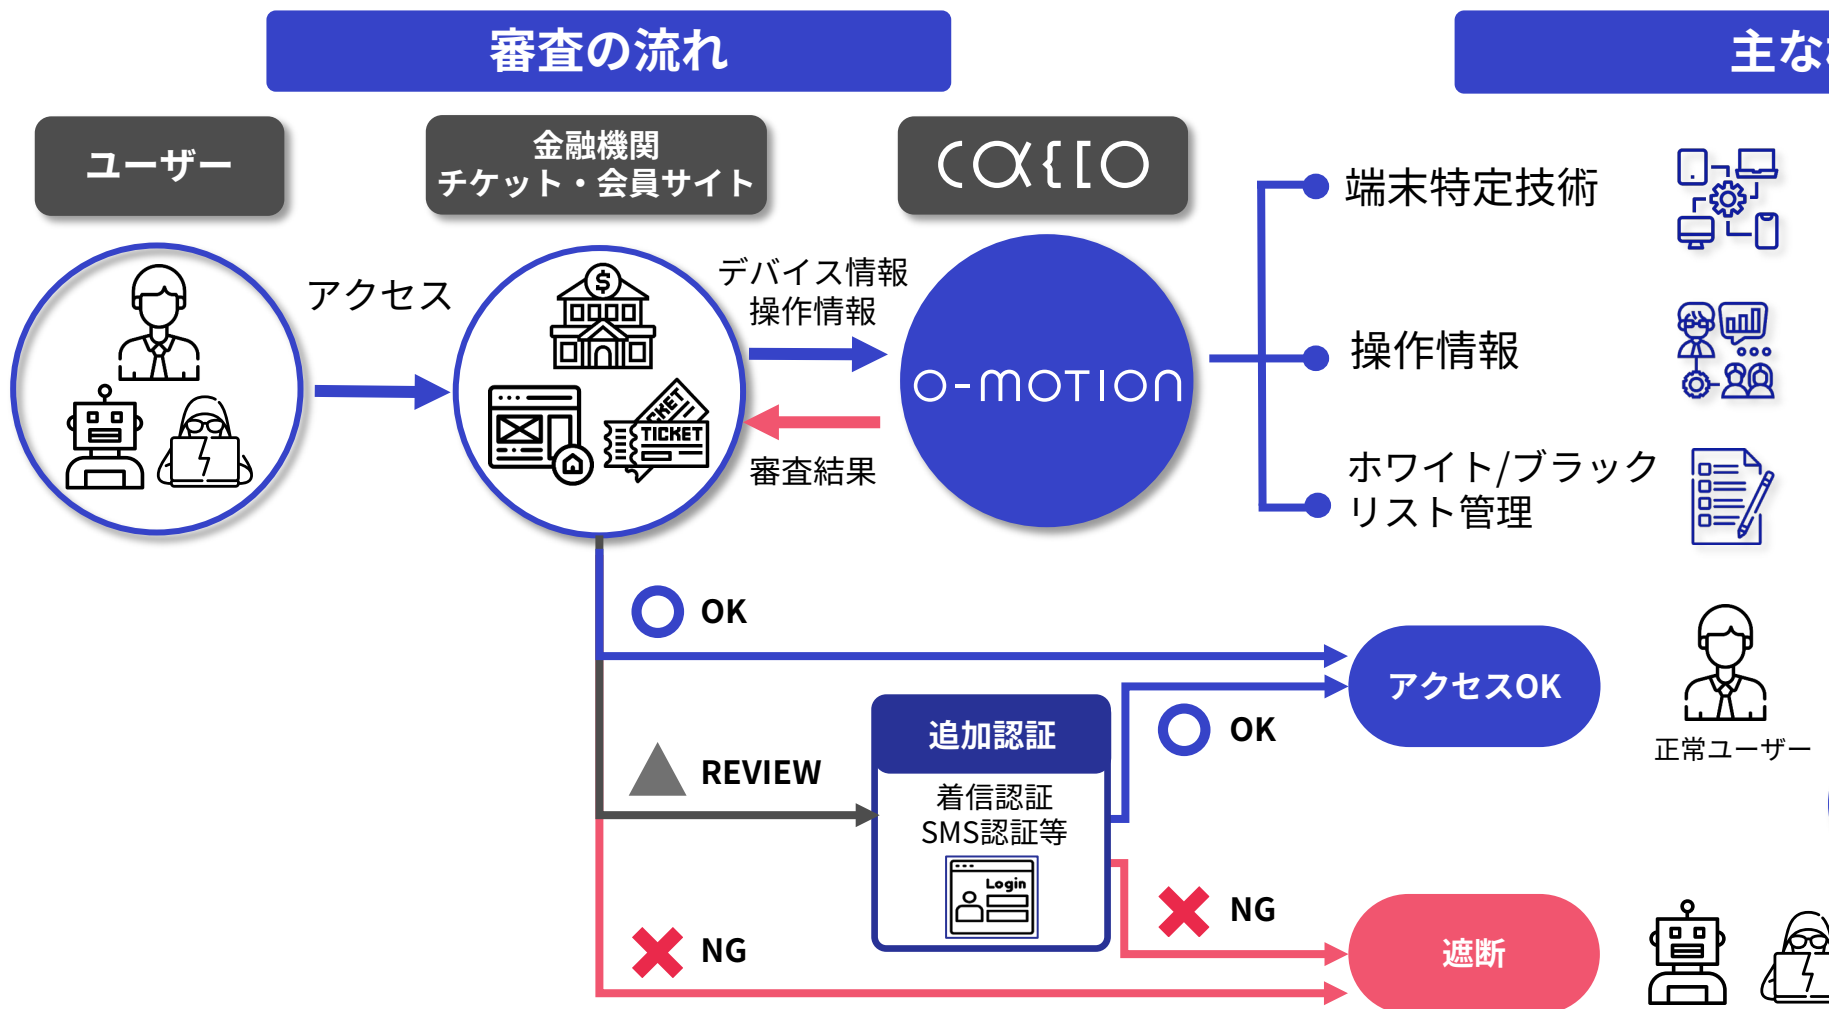 審査の流れ
主な
ユーザー
金融機関
チケット・会員サイト
CACCO
アクセス
デバイス情報
操作情報
審査結果
O-MOTION
TICKET
TICKET
端末特定技術
操作情報
ホワイト/ブラック
リスト管理
OK
REVIEW
NG
追加認証
着信認証
SMS認証等
Login
OK
NG
アクセスOK
正常ユーザー
遮断